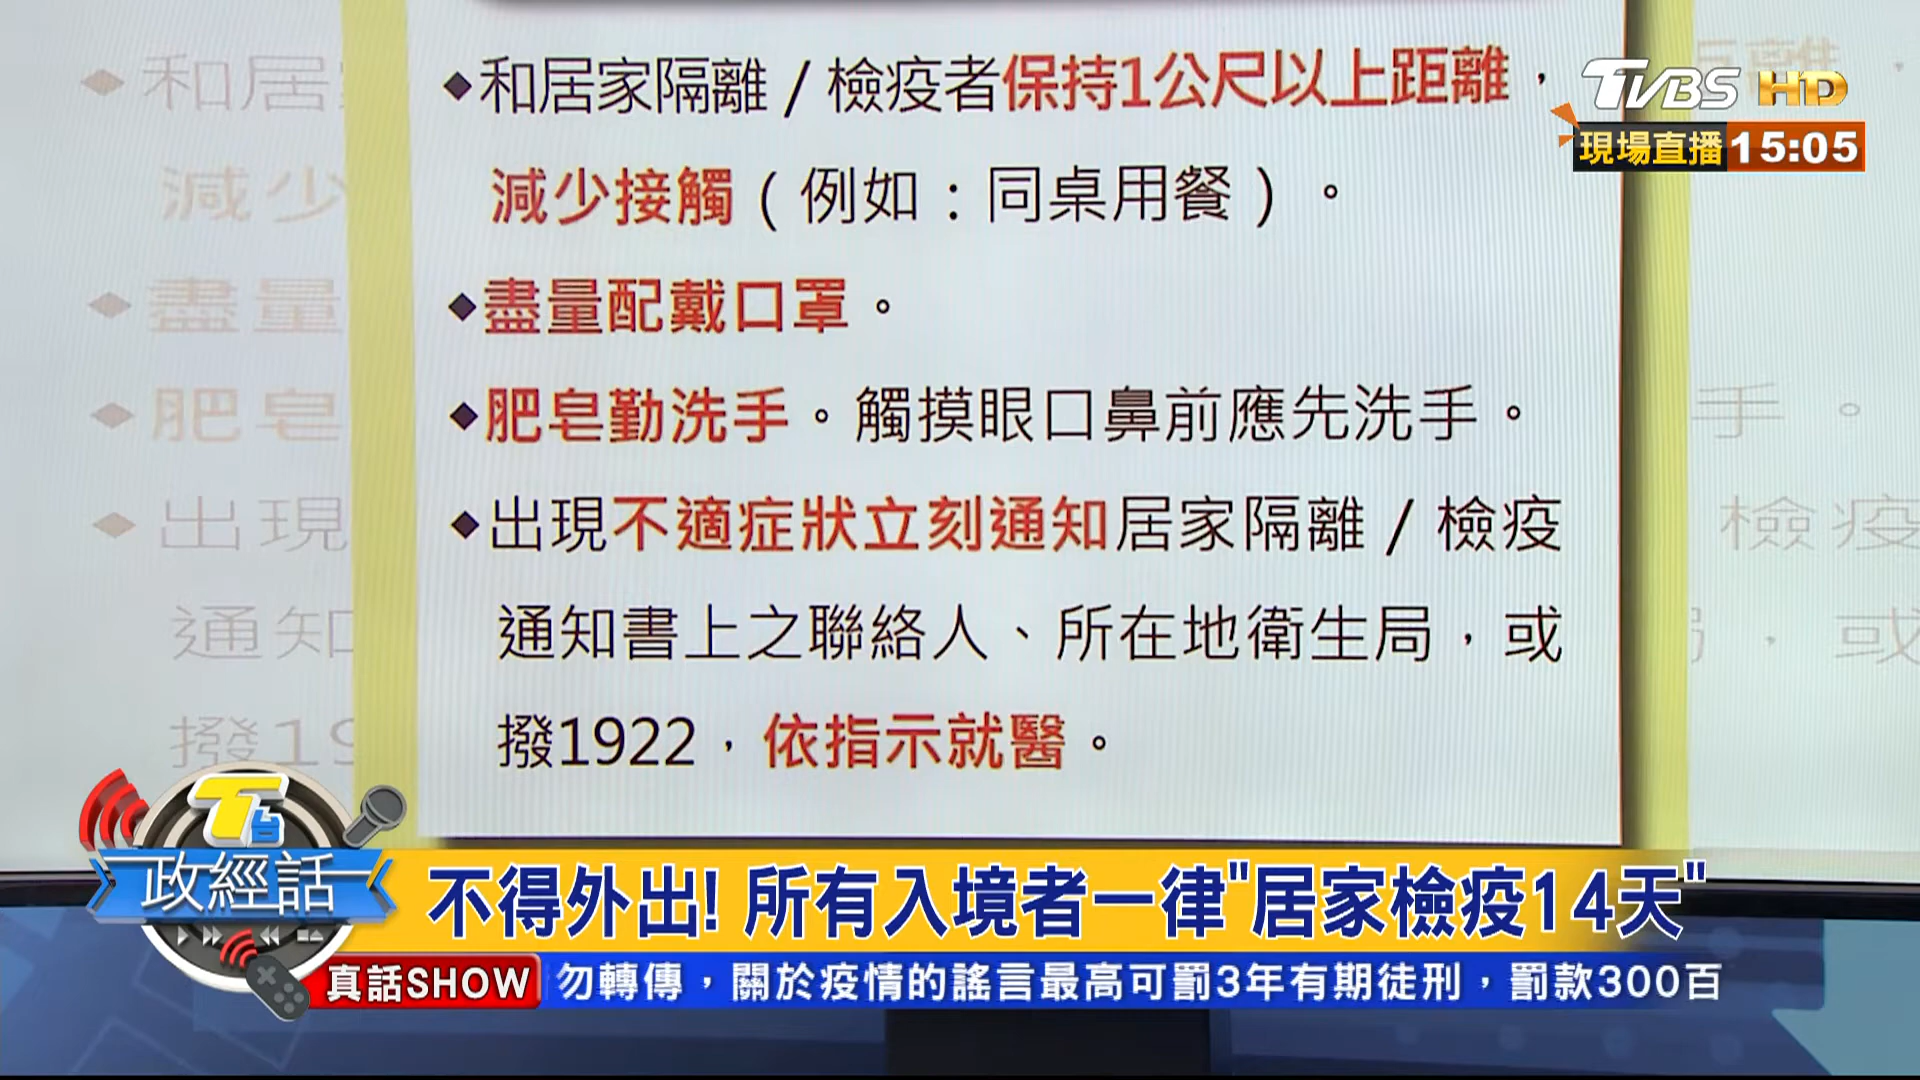 ◆和居家隔離/檢疫者保持1公尺以上距離,
減少接觸(例如:同桌用餐)。
◆盡量配戴口罩。
◆肥皂勤洗手。觸摸眼口鼻前應先洗手。
◆出現不適症狀立刻通知居家隔離/檢疫
通知書上之聯絡人、所在地衛生局,或
撥1922,依指示就醫。
TVBS HD
現場直播 15:05
T台
政經話
不得外出! 所有入境者一律"居家檢疫14天"
真話SHOW 勿轉傳,關於疫情的謠言最高可罰3年有期徒刑,罰款300百